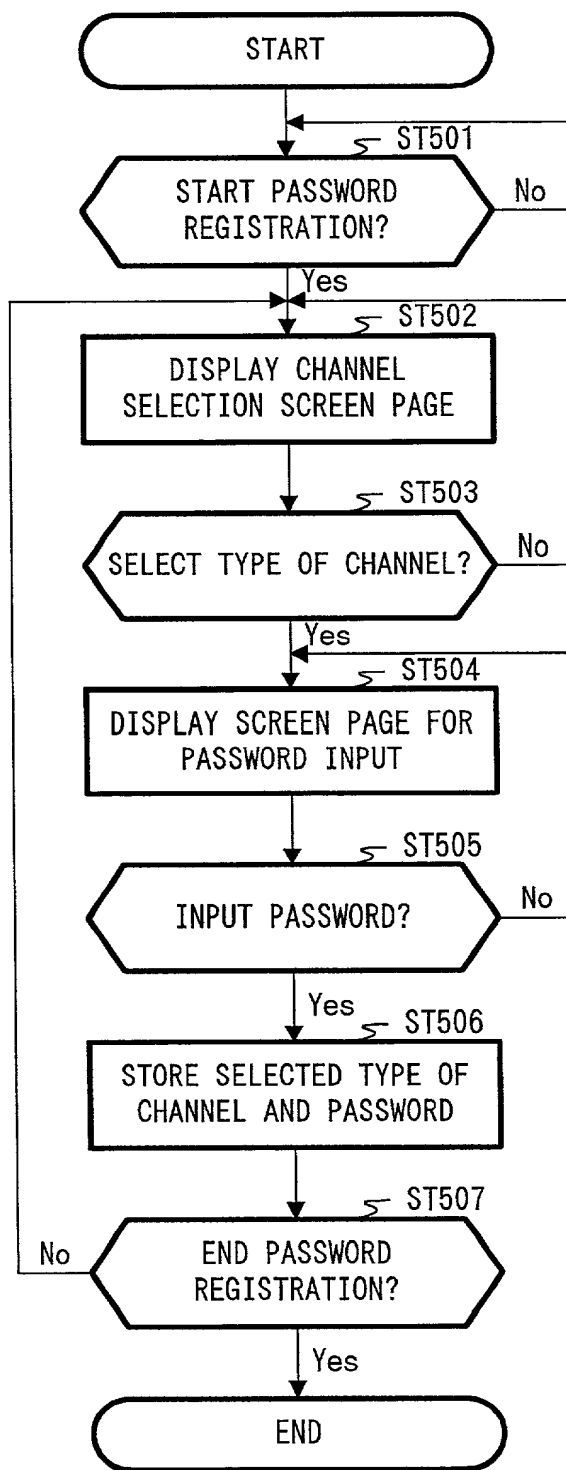 START
ST501
START PASSWORD
REGISTRATION?
No
Yes
ST502
DISPLAY CHANNEL
SELECTION SCREEN PAGE
ST503
SELECT TYPE OF CHANNEL?
No
Yes
ST504
DISPLAY SCREEN PAGE FOR
PASSWORD INPUT
ST505
INPUT PASSWORD?
No
Yes
ST506
STORE SELECTED TYPE OF
CHANNEL AND PASSWORD
ST507
No
END PASSWORD
REGISTRATION?
Yes
END